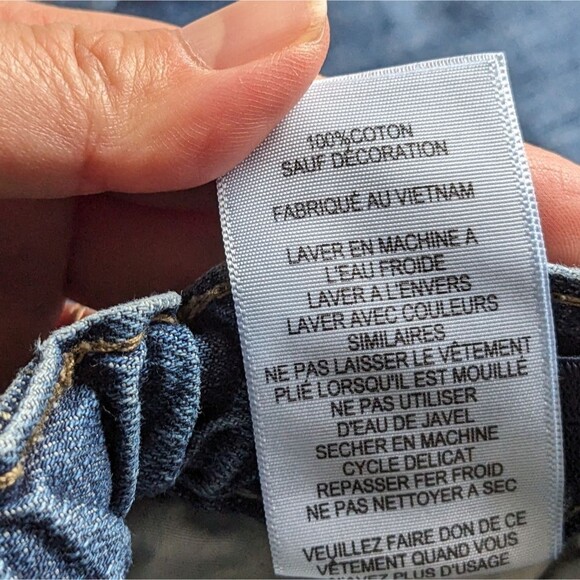 100%COTON
SAUF DÉCORATION
FABRIQUÉ AU VIETNAM
LAVER EN MACHINE A
L'EAU FROIDE
LAVER A L'ENVERS
LAVER AVEC COULEURS
SIMILAIRES
NE PAS LAISSER LE VÊTEMENT
PLIÉ LORSQU'IL EST MOUILLÉ
NE PAS UTILISER
D'EAU DE JAVEL
SECHER EN MACHINE
CYCLE DELICAT
REPASSER FER FROID
NE PAS NETTOYER A SEC
VEUILLEZ FAIRE DON DE CE
VÊTEMENT QUAND VOUS
PLUS D'USAGE